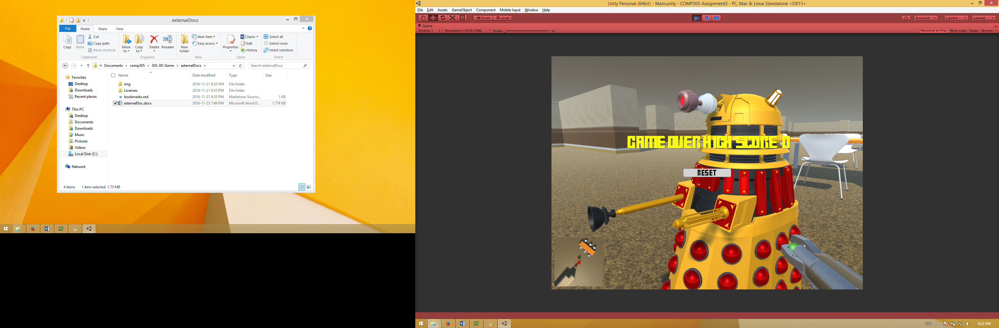 externalDocs
File Home Share View
Copy
Paste
Cut
Copy path
Paste shortcut
Clipboard
Move to
Copy to
Delete
Rename
Organize
New folder
New item
Easy access
New
Properties
Open
Edit
History
Open
Select all
Select none
Invert selection
Select
« Documents comp305 305-3D-Game externalDocs
Search externalDocs
Name Date modified Type Size
img 2016-11-21 9:35 PM File folder
Licenses 2016-11-21 9:35 PM File folder
bookmarks.md 2016-11-21 9:35 PM Markdown Source... 1 KB
externalDoc.docx 2016-11-23 7:49 PM Microsoft Word D... 1,774 KB
Favorites
Desktop
Downloads
Recent places
This PC
Desktop
Documents
Downloads
Music
Pictures
Videos
Local Disk (C:)
Network
4 items 1 item selected 1.73 MB
Unity Personal (64bit) - Main.unity - COMP305-Assignment3 - PC, Mac & Linux Standalone <DX11>
File Edit Assets GameObject Component Mobile Input Window Help
Pivot Local
Account Layers Layout
Game
Display 1 Standalone (1024x768) Scale 1x
Maximize on Play Mute audio Stats Gizmos
GAME OVER HIGH SCORE 0
RESET
8:22 PM